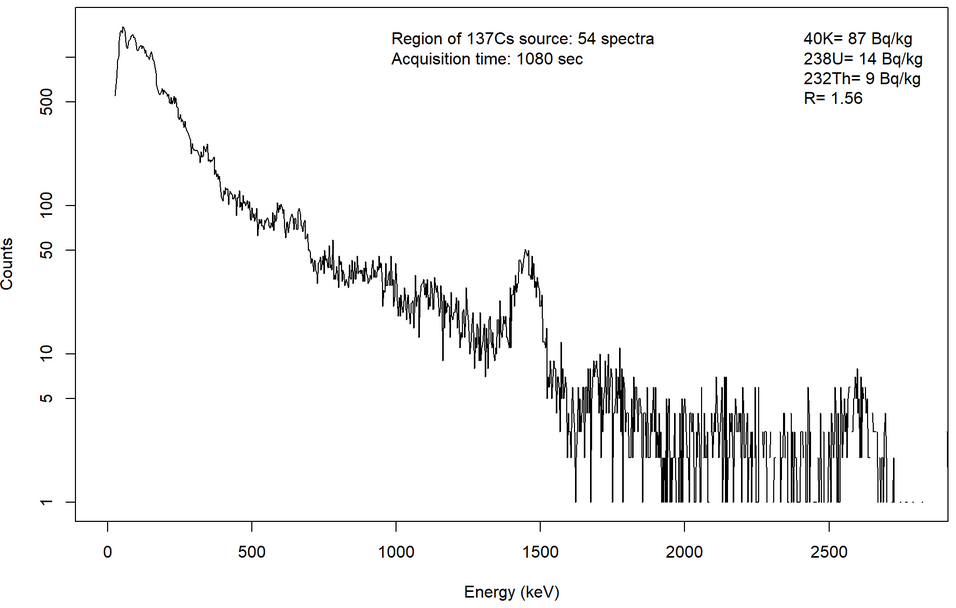 Region of 137Cs source: 54 spectra
Acquisition time: 1080 sec
40K= 87 Bq/kg
238U= 14 Bq/kg
232Th= 9 Bq/kg
R= 1.56
Counts
500
100
50
10
5
1
0 500 1000 1500 2000 2500
Energy (keV)